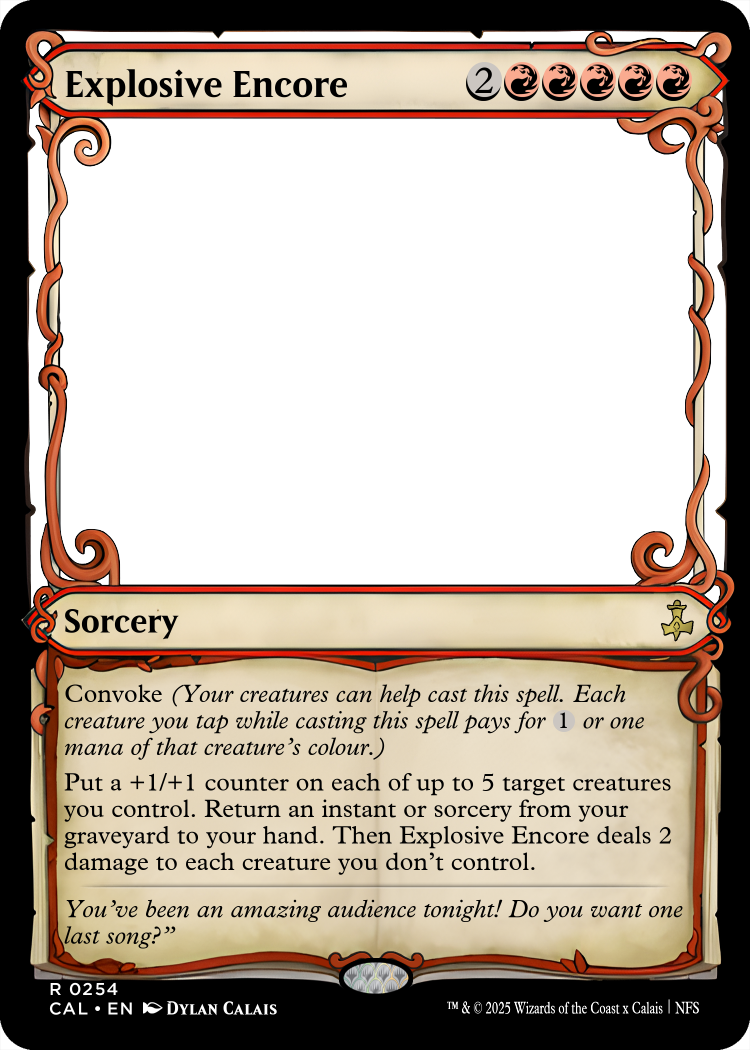 Explosive Encore 2
Sorcery
Convoke (Your creatures can help cast this spell. Each
creature you tap while casting this spell pays for 1 or one
mana of that creature's colour.)
Put a +1/+1 counter on each of up to 5 target creatures
you control. Return an instant or sorcery from your
graveyard to your hand. Then Explosive Encore deals 2
damage to each creature you don't control.
You've been an amazing audience tonight! Do you want one
last song?"
R 0254
CAL • EN DYLAN CALAIS ™ & © 2025 Wizards of the Coast x Calais | NFS